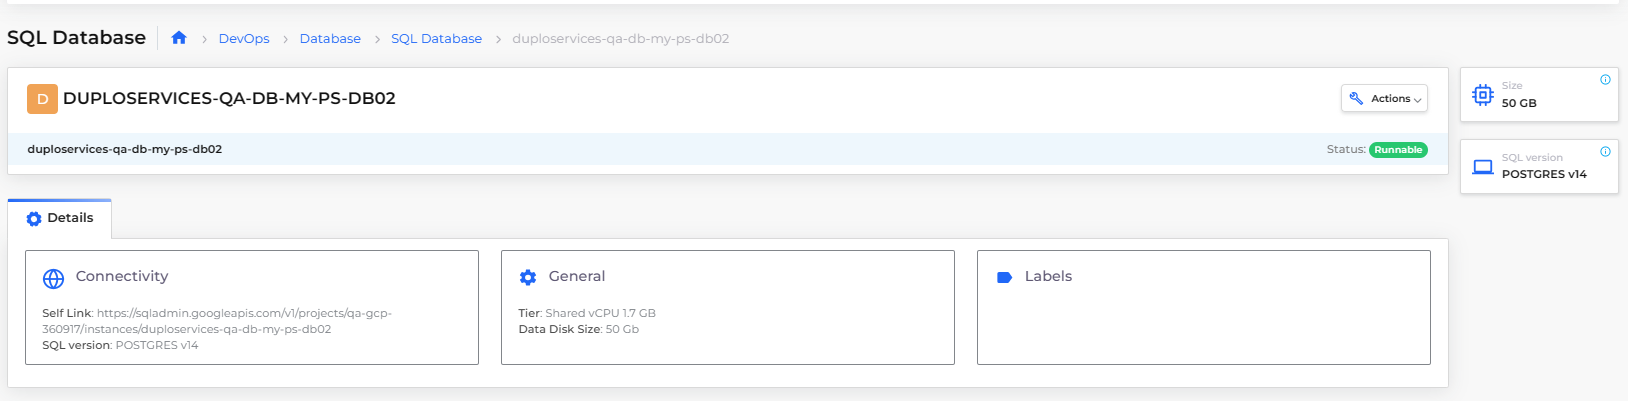 SQL Database
DevOps
Database
SQL Database
duploservices-qa-db-my-ps-db02
D
DUPLOSERVICES-QA-DB-MY-PS-DB02
Actions
duploservices-qa-db-my-ps-db02
Status: Runnable
Size
50 GB
SQL version
POSTGRES v14
Details
Connectivity
Self Link: https://sqladmin.googleapis.com/v1/projects/qa-gcp-
360917/instances/duploservices-qa-db-my-ps-db02
SQL version: POSTGRES v14
General
Tier: Shared vCPU 1.7 GB
Data Disk Size: 50 Gb
Labels